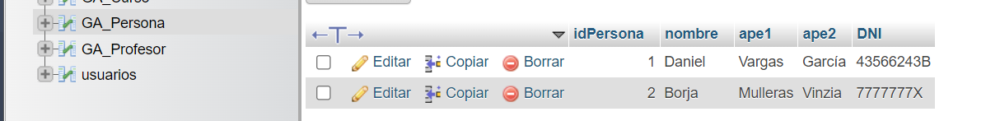 GA_Curso
GA_Persona
GA_Profesor
usuarios
idPersona nombre ape1 ape2 DNI
Editar Copiar Borrar 1 Daniel Vargas García 43566243B
Editar Copiar Borrar 2 Borja Mulleras Vinzia 7777777X